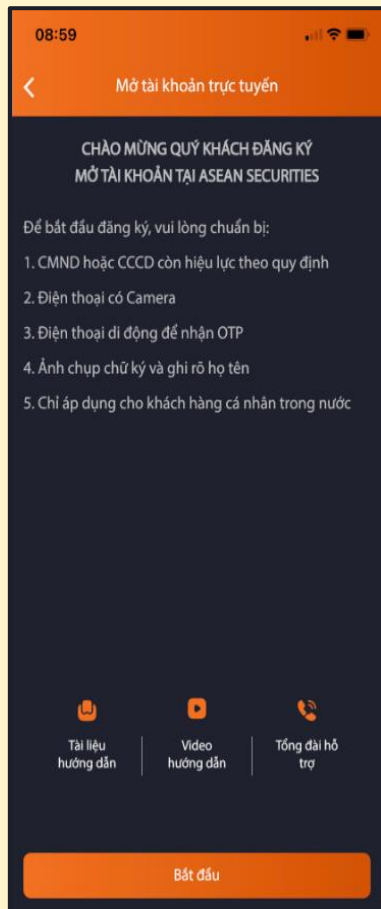 08:59
Mở tài khoản trực tuyến
CHÀO MỪNG QUÝ KHÁCH ĐĂNG KÝ
MỞ TÀI KHOẢN TẠI ASEAN SECURITIES
Để bắt đầu đăng ký, vui lòng chuẩn bị:
1. CMND hoặc CCCD còn hiệu lực theo quy định
2. Điện thoại có Camera
3. Điện thoại di động để nhận OTP
4. Ảnh chụp chữ ký và ghi rõ họ tên
5. Chỉ áp dụng cho khách hàng cá nhân trong nước
Tài liệu
hướng dẫn
Video
hướng dẫn
Tổng đài hỗ
trợ
Bắt đầu